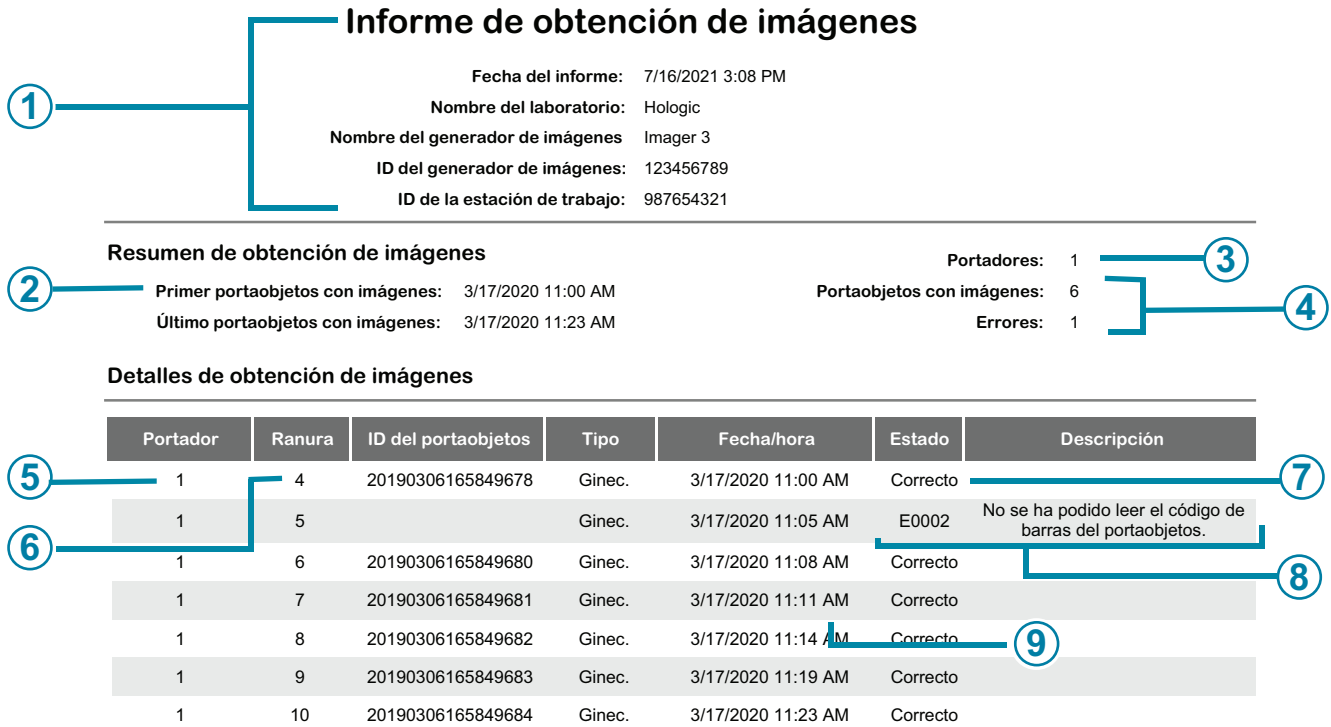 Informe de obtención de imágenes
1
Fecha del informe: 7/16/2021 3:08 PM
Nombre del laboratorio: Hologic
Nombre del generador de imágenes Imager 3
ID del generador de imágenes: 123456789
ID de la estación de trabajo: 987654321
Resumen de obtención de imágenes
Portadores: 1
3
2
Primer portaobjetos con imágenes: 3/17/2020 11:00 AM
Portaobjetos con imágenes: 6
4
Último portaobjetos con imágenes: 3/17/2020 11:23 AM
Errores: 1
Detalles de obtención de imágenes
Portador Ranura ID del portaobjetos Tipo Fecha/hora Estado Descripción
5
1 4 20190306165849678 Ginec. 3/17/2020 11:00 AM Correcto
7
1 5 Ginec. 3/17/2020 11:05 AM E0002 No se ha podido leer el código de
barras del portaobjetos.
6
1 6 20190306165849680 Ginec. 3/17/2020 11:08 AM Correcto
8
1 7 20190306165849681 Ginec. 3/17/2020 11:11 AM Correcto
1 8 20190306165849682 Ginec. 3/17/2020 11:14 AM Correcto
9
1 9 20190306165849683 Ginec. 3/17/2020 11:19 AM Correcto
1 10 20190306165849684 Ginec. 3/17/2020 11:23 AM Correcto